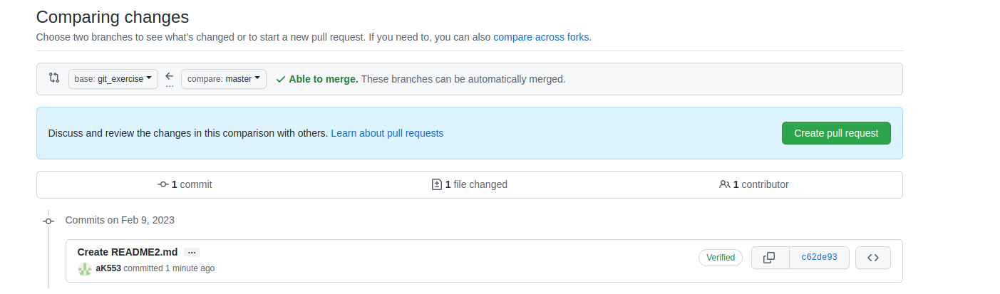 Comparing changes
Choose two branches to see what's changed or to start a new pull request. If you need to, you can also compare across forks.
base: git_exercise ... compare: master Able to merge. These branches can be automatically merged.
Discuss and review the changes in this comparison with others. Learn about pull requests Create pull request
1 commit 1 file changed 1 contributor
Commits on Feb 9, 2023
Create README2.md ... Verified c62de93
aK553 committed 1 minute ago